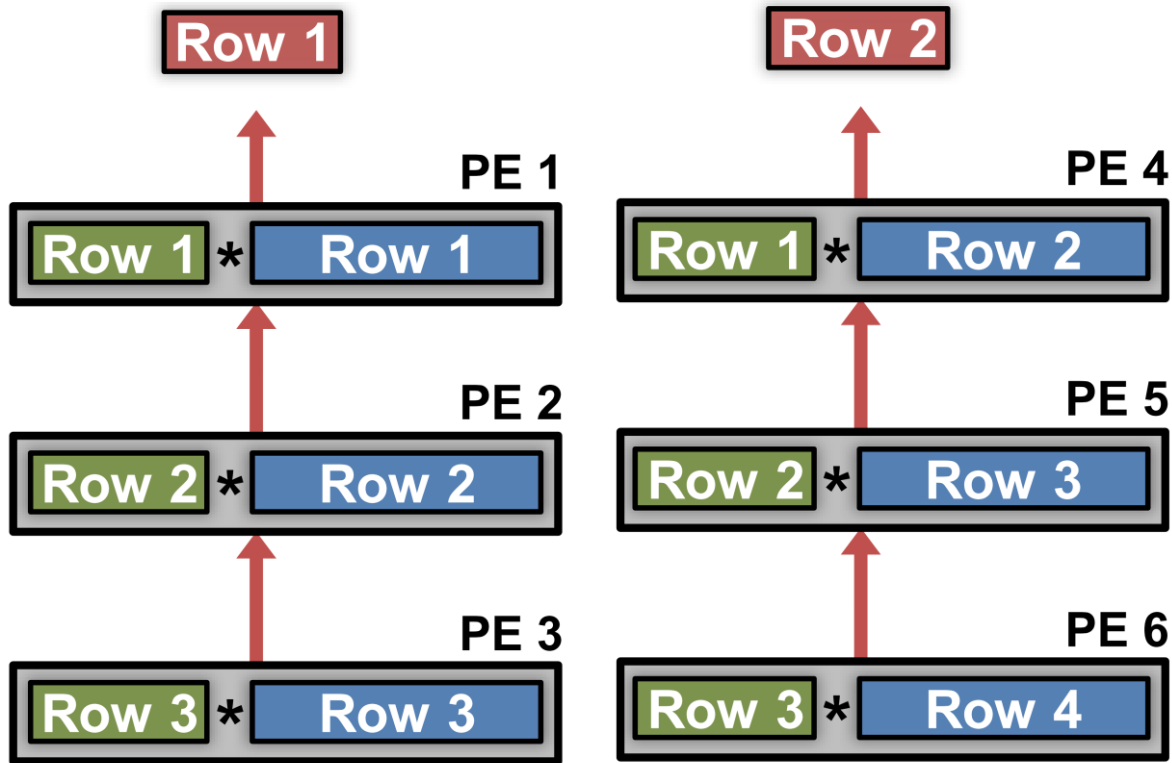 Row 1
Row 2
PE 1
PE 4
Row 1 * Row 1
Row 1 * Row 2
PE 2
PE 5
Row 2 * Row 2
Row 2 * Row 3
PE 3
PE 6
Row 3 * Row 3
Row 3 * Row 4